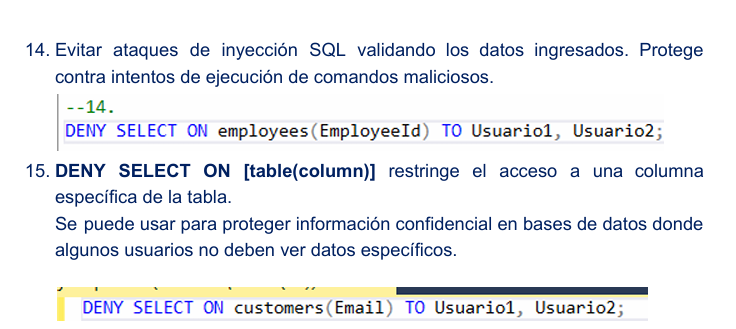 14. Evitar ataques de inyección SQL validando los datos ingresados. Protege
contra intentos de ejecución de comandos maliciosos.
--14.
DENY SELECT ON employees(EmployeeId) TO Usuario1, Usuario2;
15. DENY SELECT ON [table(column)] restringe el acceso a una columna
específica de la tabla.
Se puede usar para proteger información confidencial en bases de datos donde
algunos usuarios no deben ver datos específicos.
DENY SELECT ON customers(Email) TO Usuario1, Usuario2;